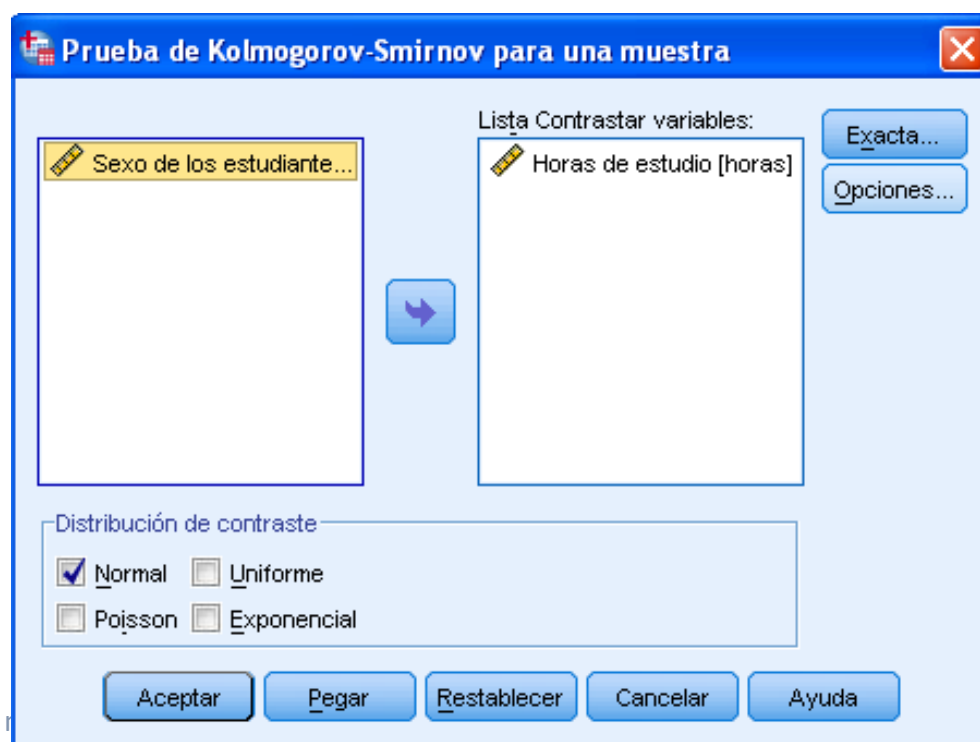 Prueba de Kolmogorov-Smirnov para una muestra
Lista Contrastar variables:
Sexo de los estudiante...
Horas de estudio [horas]
Exacta...
Opciones...
Distribución de contraste
Normal
Uniforme
Poisson
Exponencial
Aceptar
Pegar
Restablecer
Cancelar
Ayuda